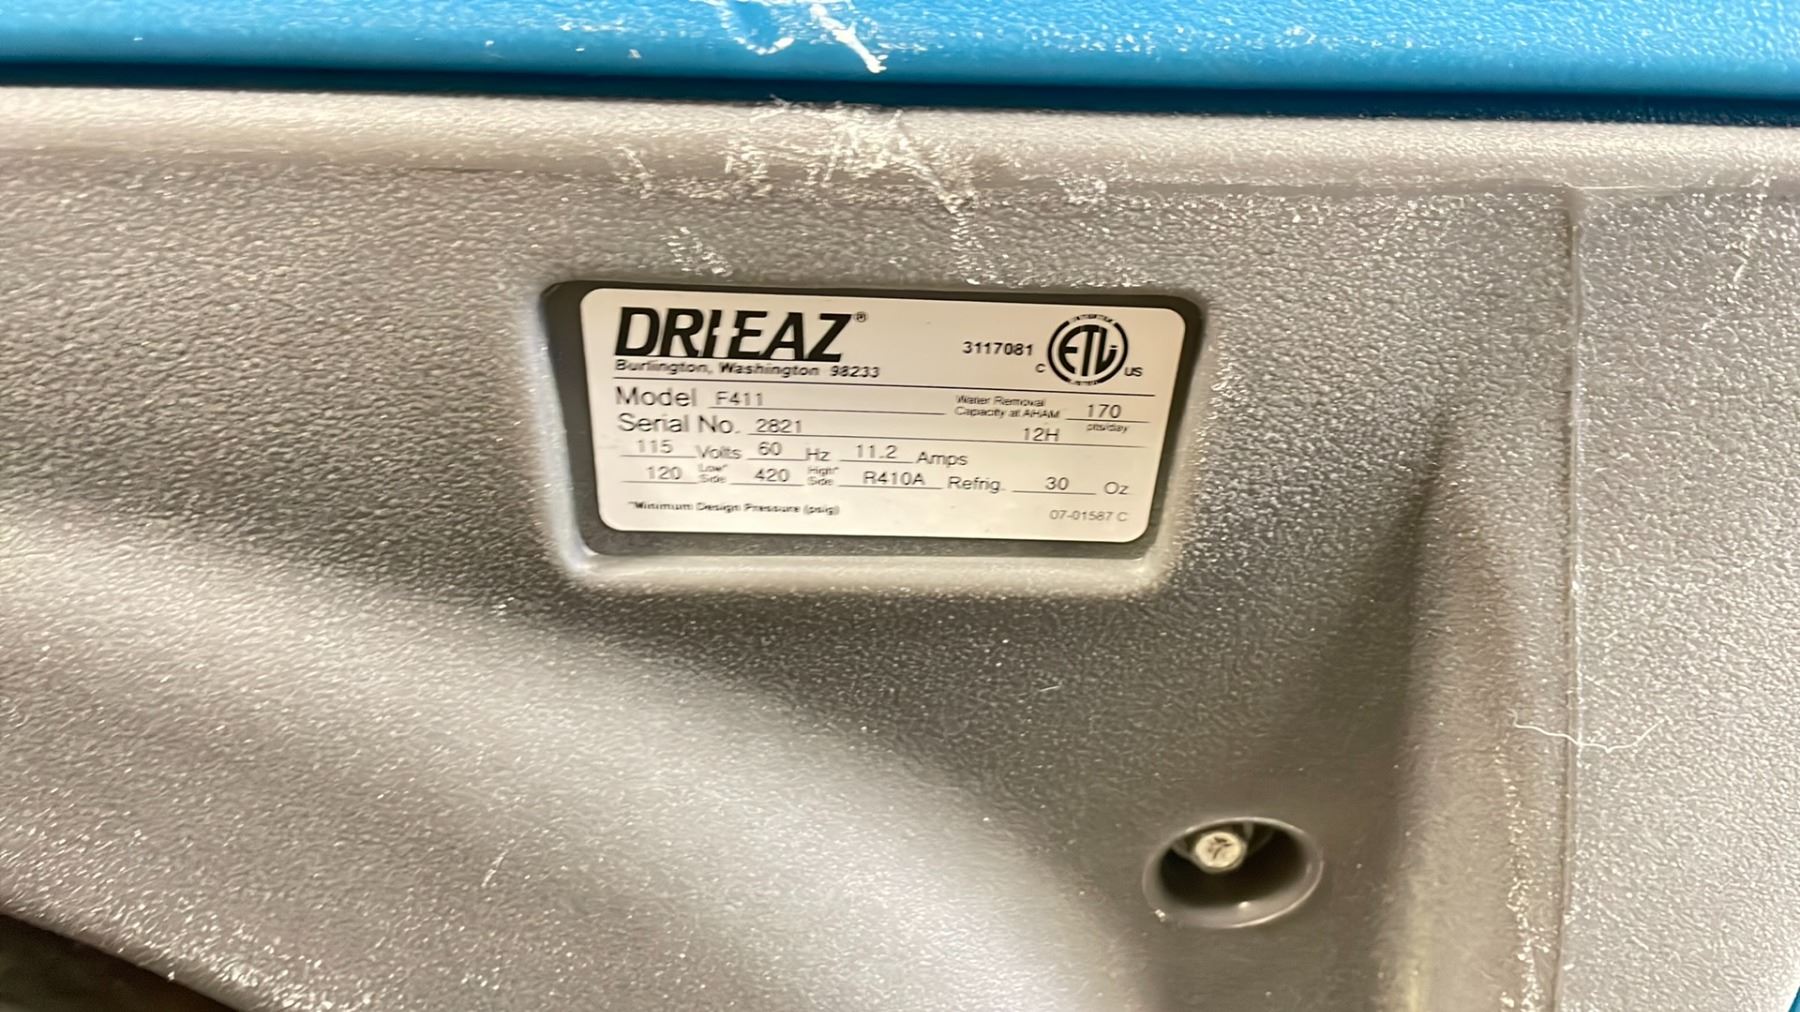 DRI-EAZ®
Burlington, Washington 98233
3117081
C ETL US
Model F411
Water Removal
Capacity at AHAM 170
pts/day
Serial No. 2821 12H
115 Volts 60 Hz 11.2 Amps
120 Low* Side 420 High* Side R410A Refrig. 30 Oz
*Minimum Design Pressure (psig)
07-01587 C